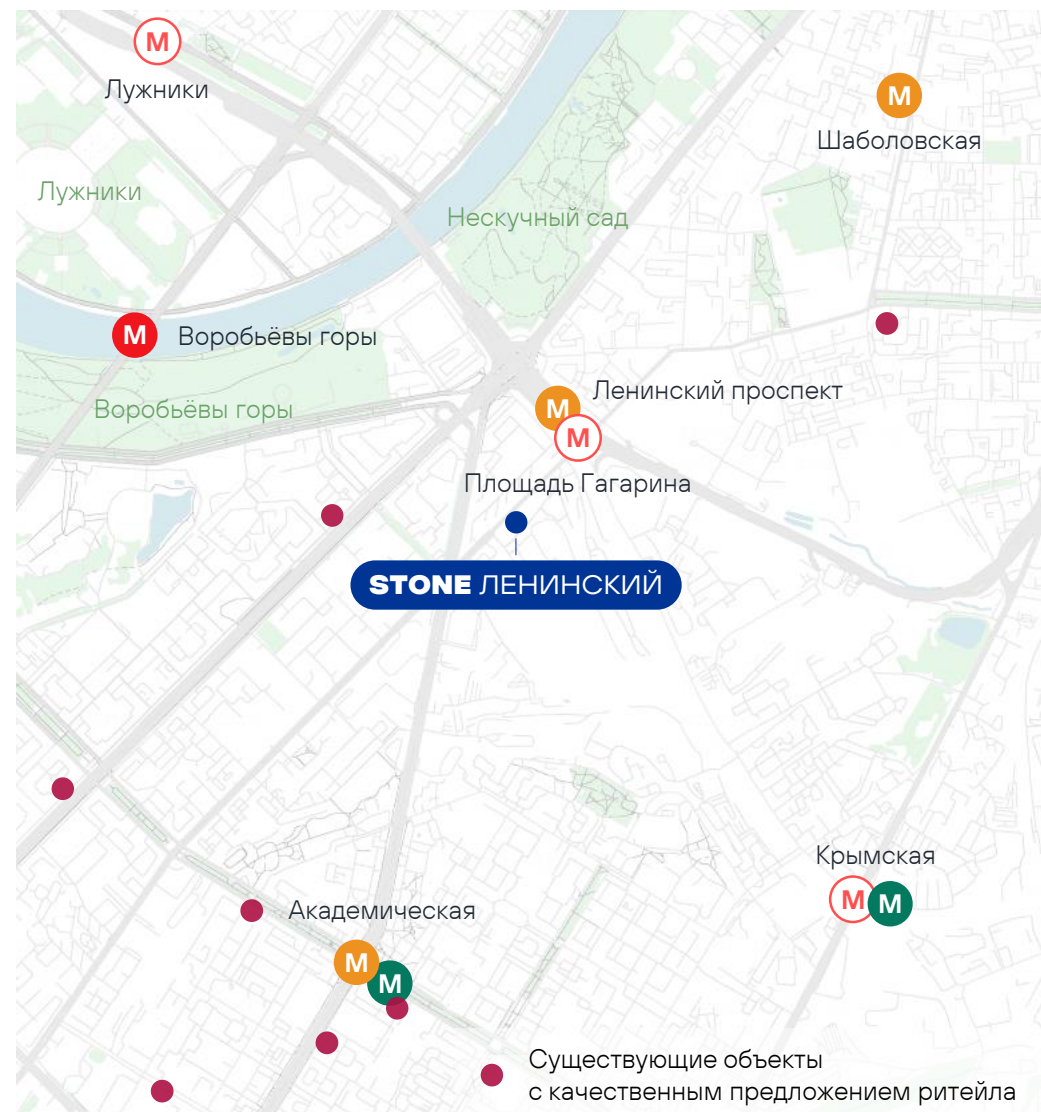 М
Лужники
М
Шаболовская
Лужники
Нескучный сад
М
Воробьёвы горы
Воробьёвы горы
Ленинский проспект
М
М
Площадь Гагарина
STONE ЛЕНИНСКИЙ
Крымская
М
М
Академическая
М
М
Существующие объекты
с качественным предложением ритейла